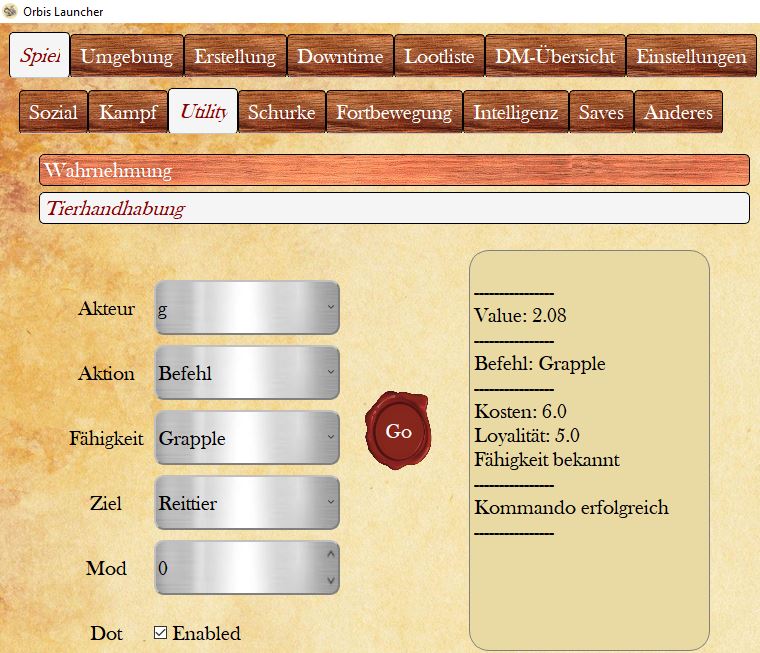 Orbis Launcher
Spiel Umgebung Erstellung Downtime Lootliste DM-Übersicht Einstellungen
Sozial Kampf Utility Schurke Fortbewegung Intelligenz Saves Anderes
Wahrnehmung
Tierhandhabung
Akteur g
Aktion Befehl
Fähigkeit Grapple
Ziel Reittier
Mod 0
Dot Enabled
Go
----------------
Value: 2.08
----------------
Befehl: Grapple
----------------
Kosten: 6.0
Loyalität: 5.0
Fähigkeit bekannt
----------------
Kommando erfolgreich
----------------